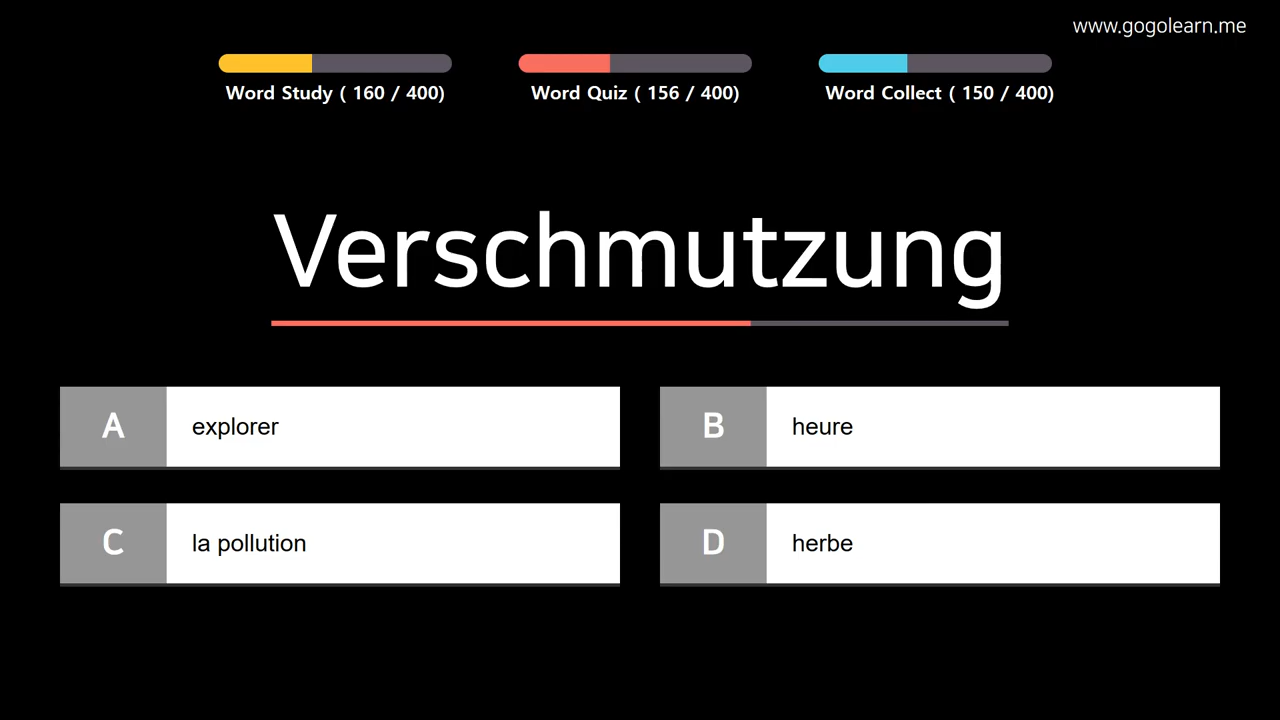 www.gogolearn.me
Word Study ( 160 / 400)
Word Quiz ( 156 / 400)
Word Collect ( 150 / 400)
Verschmutzung
A
explorer
B
heure
C
la pollution
D
herbe